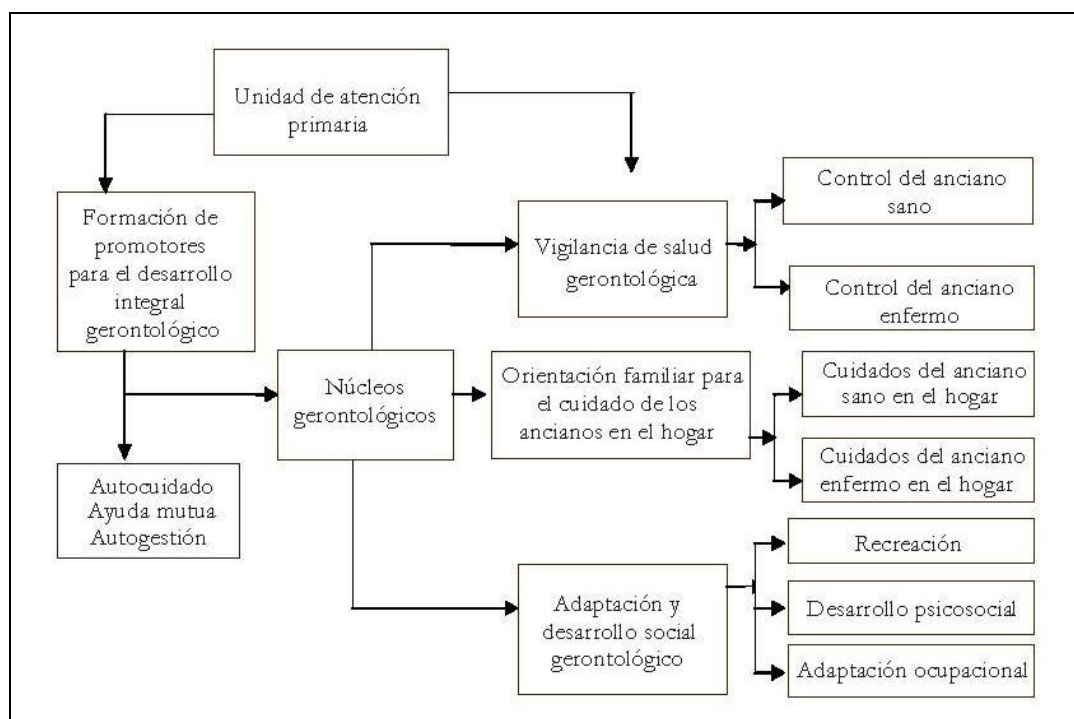 Unidad de atención
primaria
Formación de
promotores
para el desarrollo
integral
gerontológico
Autocuidado
Ayuda mutua
Autogestión
Núcleos
gerontológicos
Vigilancia de salud
gerontológica
Control del anciano
sano
Control del anciano
enfermo
Orientación familiar para
el cuidado de los
ancianos en el hogar
Cuidados del anciano
sano en el hogar
Cuidados del anciano
enfermo en el hogar
Adaptación y
desarrollo social
gerontológico
Recreación
Desarrollo psicosocial
Adaptación ocupacional